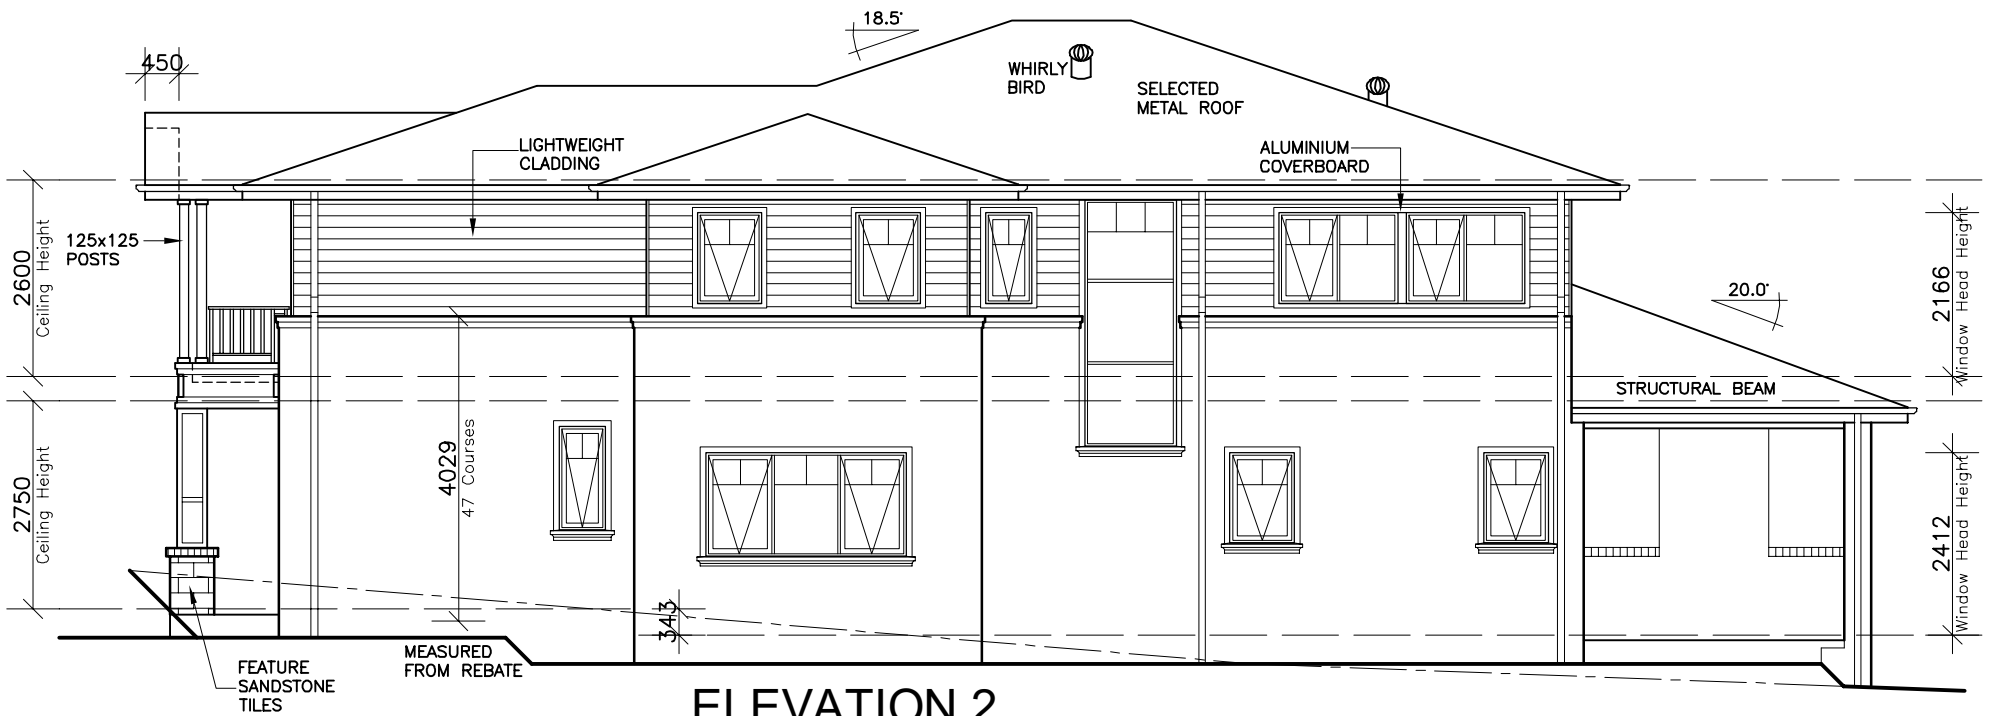 18.5°
450
WHIRLY
BIRD
SELECTED
METAL ROOF
LIGHTWEIGHT
CLADDING
ALUMINIUM
COVERBOARD
125x125
POSTS
2600
Ceiling Height
2166
Window Head Height
20.0°
STRUCTURAL BEAM
2750
Ceiling Height
4029
47 Courses
2412
Window Head Height
343
MEASURED
FROM REBATE
FEATURE
SANDSTONE
TILES
ELEVATION 2